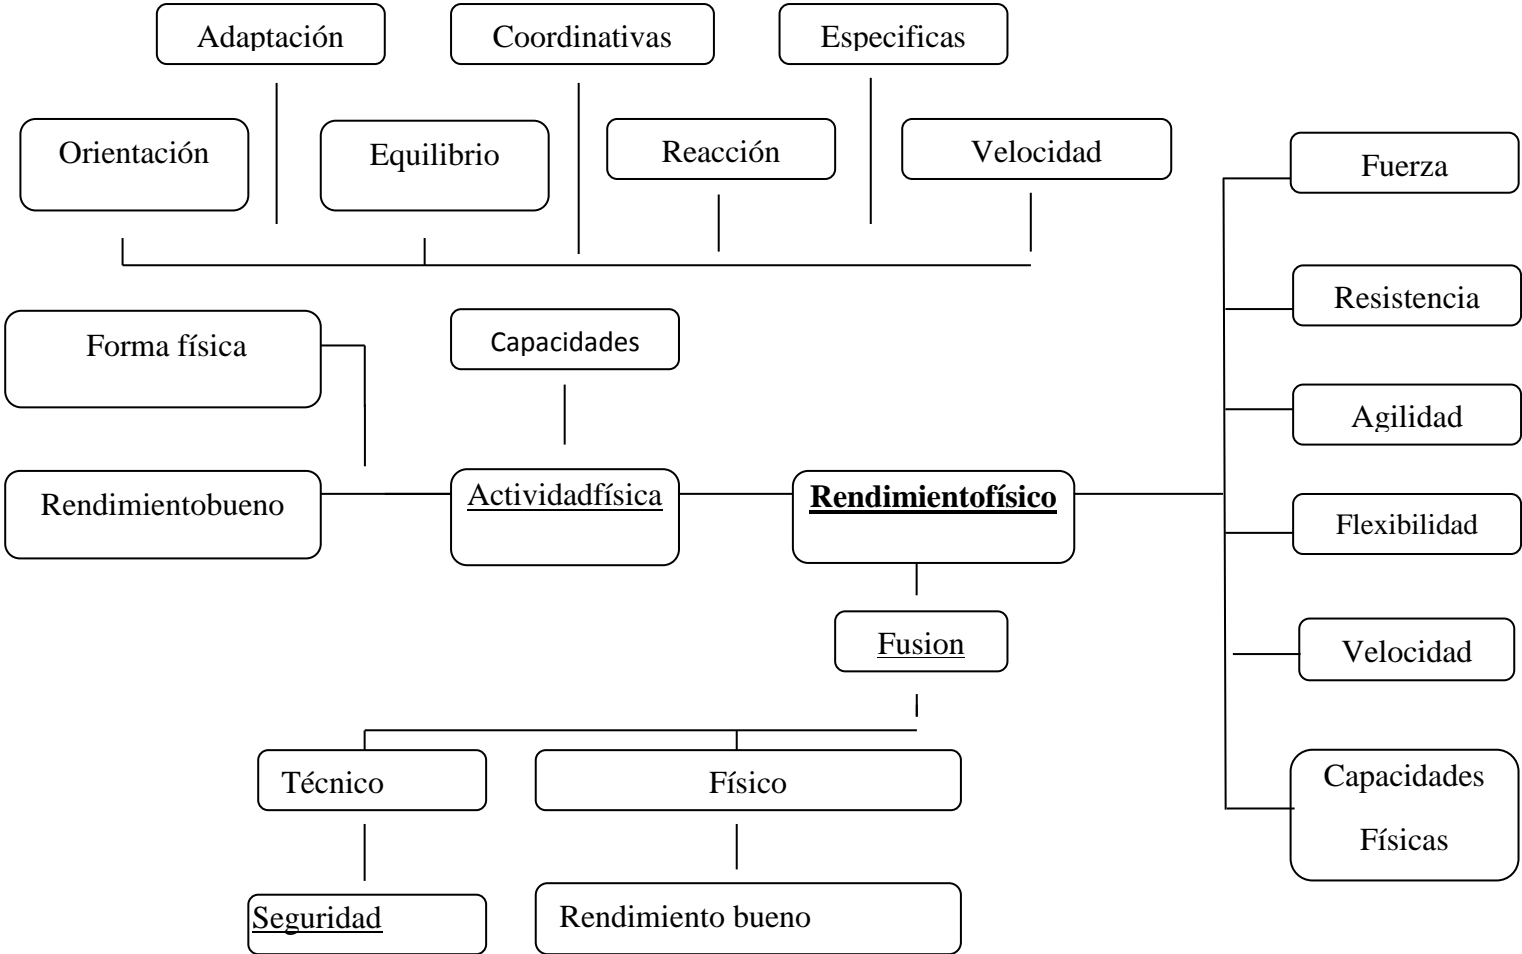 Adaptación
Coordinativas
Especificas
Orientación
Equilibrio
Reacción
Velocidad
Fuerza
Resistencia
Forma física
Capacidades
Agilidad
Rendimientobueno
Actividadfísica
Rendimientofísico
Flexibilidad
Fusion
Velocidad
Técnico
Físico
Capacidades
Físicas
Seguridad
Rendimiento bueno